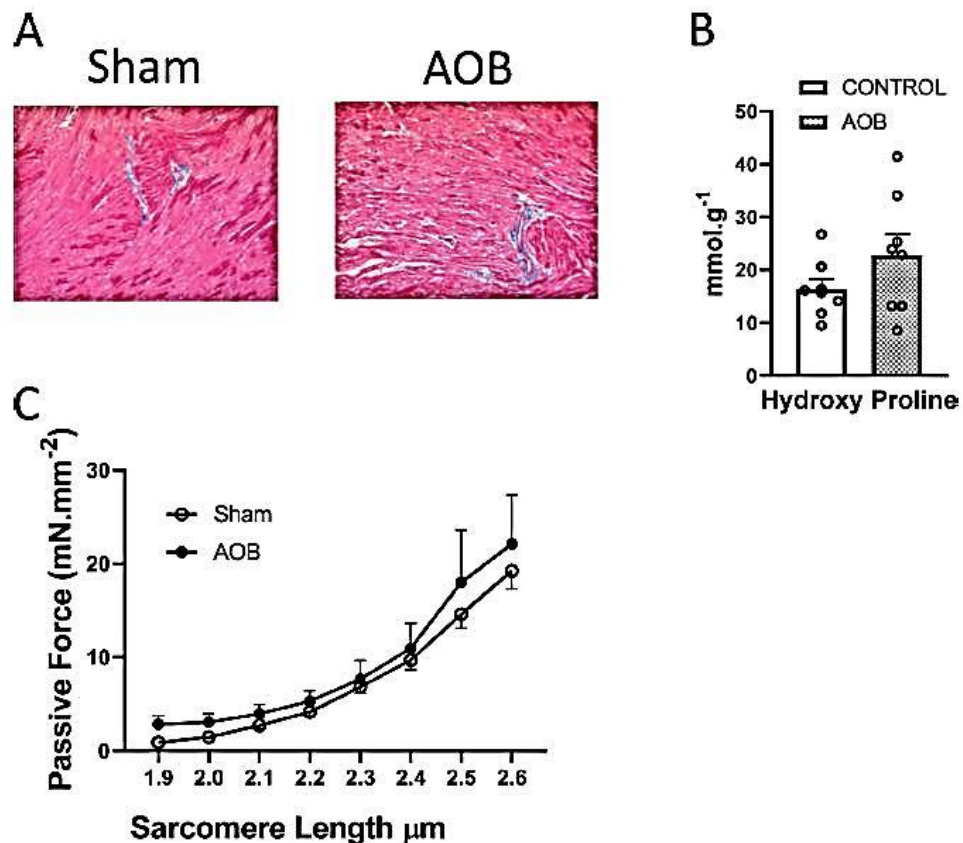 A
Sham
AOB
B
CONTROL
AOB
50
40
30
20
10
0
mmol.g⁻¹
Hydroxy Proline
C
30
20
10
0
Passive Force (mN.mm⁻²)
Sham
AOB
1.9 2.0 2.1 2.2 2.3 2.4 2.5 2.6
Sarcomere Length μm